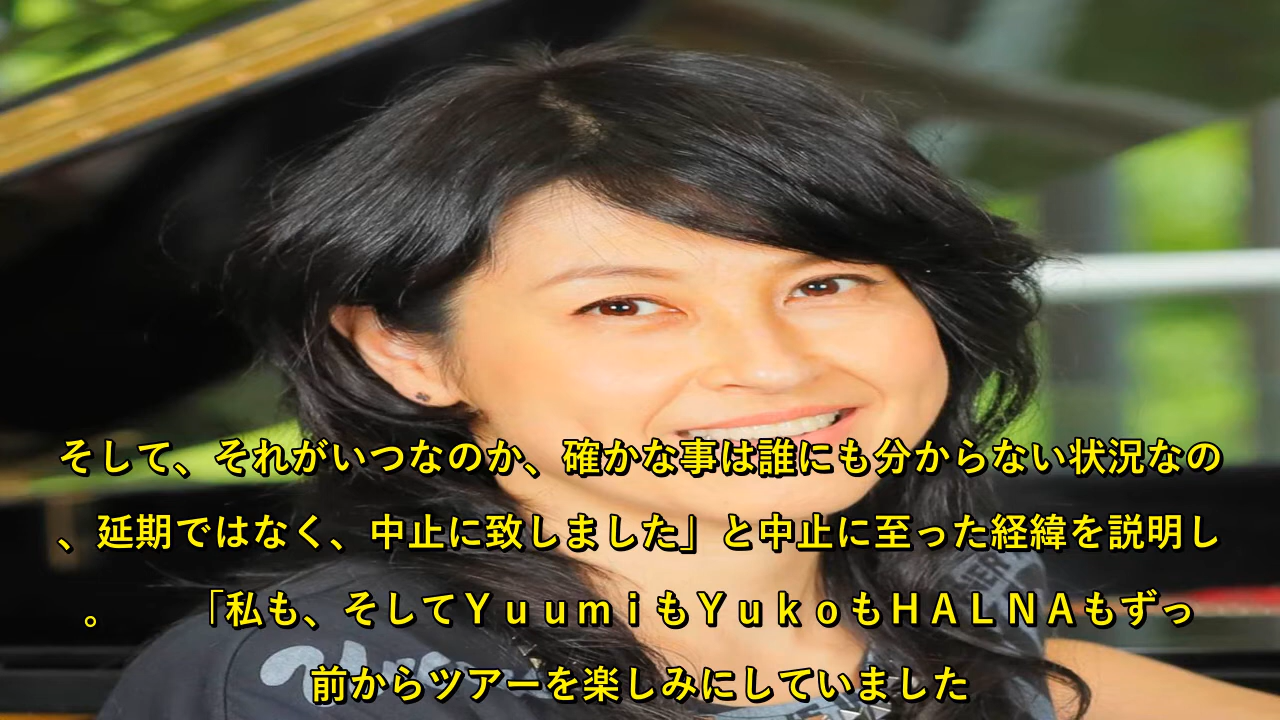 そして、それがいつなのか、確かな事は誰にも分からない状況なの
、延期ではなく、中止に致しました」と中止に至った経緯を説明し
。　　「私も、そしてＹｕｕｍｉもＹｕｋｏもＨＡＬＮＡもずっ
前からツアーを楽しみにしていました